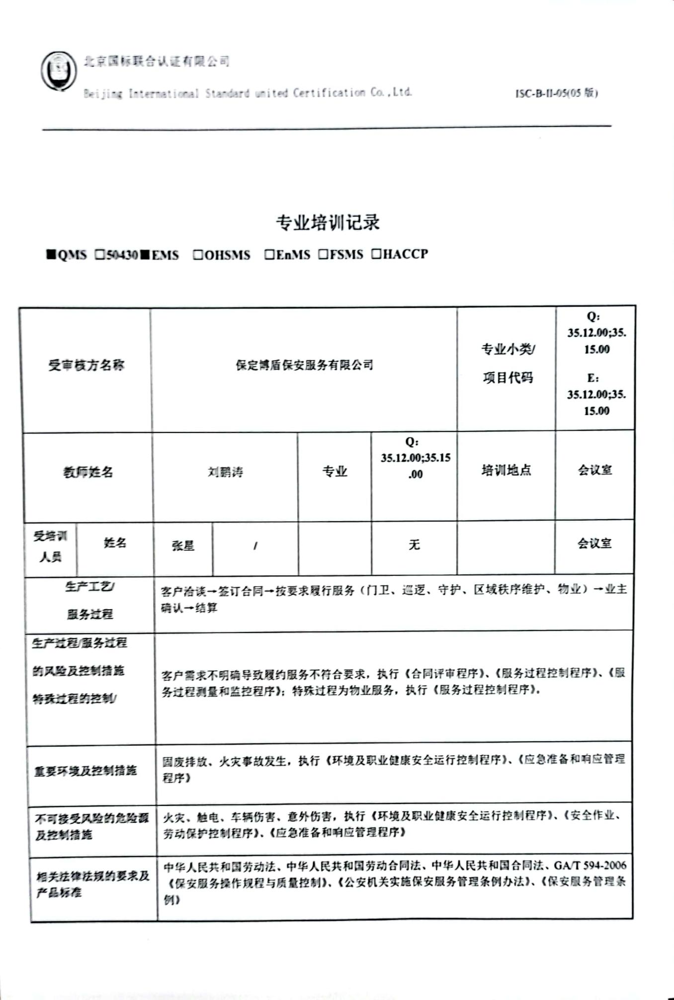 北京国标联合认证有限公司
Beijing International Standard united Certification Co.,Ltd.
ISC-B-II-05(05 版)
专业培训记录
■QMS □50430■EMS □OHSMS □EnMS □FSMS □HACCP
受审核方名称
保定博盾保安服务有限公司
专业小类/
项目代码
Q:
35.12.00;35.
15.00
E:
35.12.00;35.
15.00
教师姓名
刘鹏涛
专业
Q:
35.12.00;35.15
.00
培训地点
会议室
受培训
人员
姓名
张星
/
无
会议室
生产工艺/
服务过程
客户洽谈→签订合同→按要求履行服务（门卫、巡逻、守护、区域秩序维护、物业）→业主
确认→结算
生产过程/服务过程
的风险及控制措施
特殊过程的控制/
客户需求不明确导致履约服务不符合要求，执行《合同评审程序》、《服务过程控制程序》、《服
务过程测量和监控程序》；特殊过程为物业服务，执行《服务过程控制程序》。
重要环境及控制措施
固废排放、火灾事故发生，执行《环境及职业健康安全运行控制程序》、《应急准备和响应管理
程序》
不可接受风险的危险源
及控制措施
火灾、触电、车辆伤害、意外伤害，执行《环境及职业健康安全运行控制程序》、《安全作业、
劳动保护控制程序》、《应急准备和响应管理程序》
相关法律法规的要求及
产品标准
中华人民共和国劳动法、中华人民共和国劳动合同法、中华人民共和国合同法、GA/T 594-2006
《保安服务操作规程与质量控制》、《公安机关实施保安服务管理条例办法》、《保安服务管理条
例》